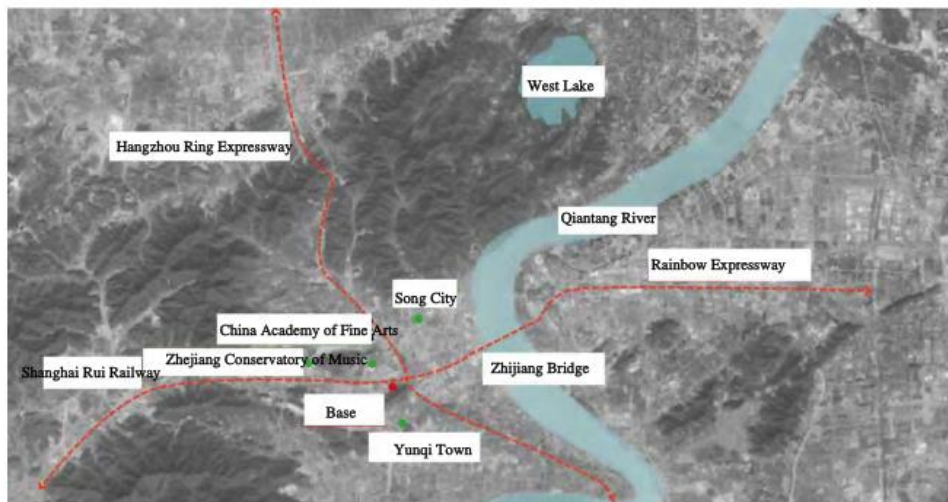 West Lake
Hangzhou Ring Expressway
Qiantang River
Rainbow Expressway
Song City
China Academy of Fine Arts
Zhejiang Conservatory of Music
Shanghai Rui Railway
Zhijiang Bridge
Base
Yunqi Town